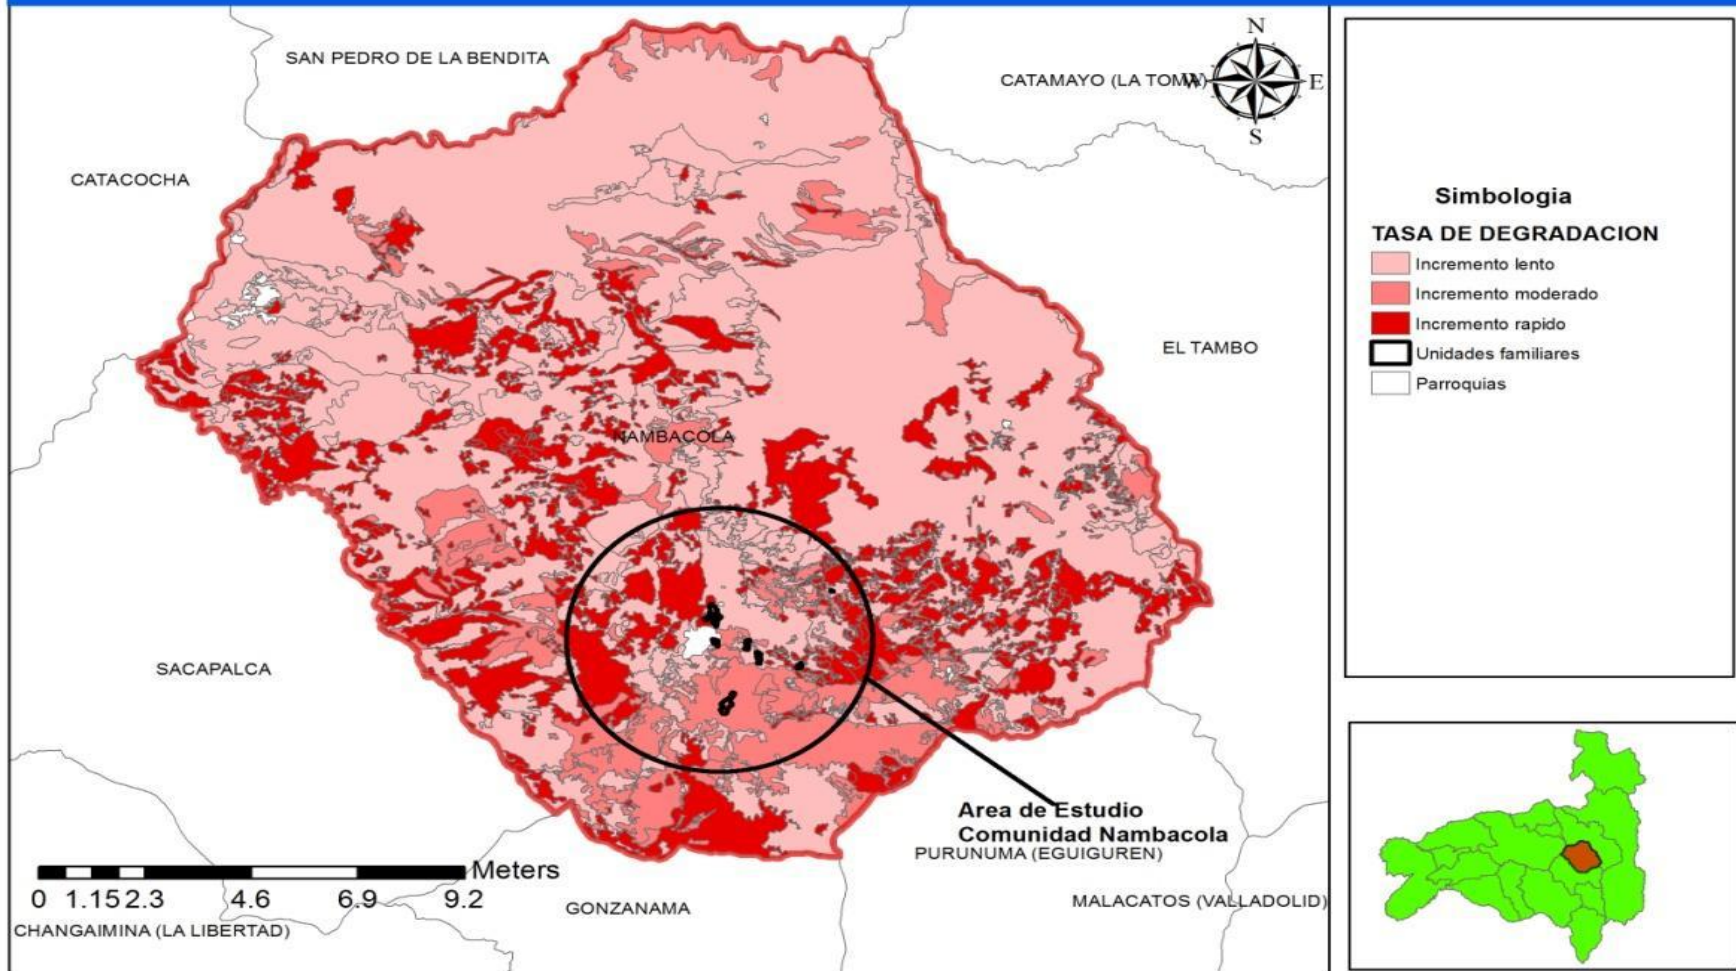 N
SAN PEDRO DE LA BENDITA
CATAMAYO (LA TOMA)
W
E
S
CATACOCHA
EL TAMBO
NAMBACOLA
SACAPALCA
Area de Estudio
Comunidad Nambacola
PURUNUMA (EGUIGUREN)
Meters
0 1.15 2.3 4.6 6.9 9.2
GONZANAMA
MALACATOS (VALLADOLID)
CHANGAIMINA (LA LIBERTAD)
Simbologia
TASA DE DEGRADACION
Incremento lento
Incremento moderado
Incremento rapido
Unidades familiares
Parroquias